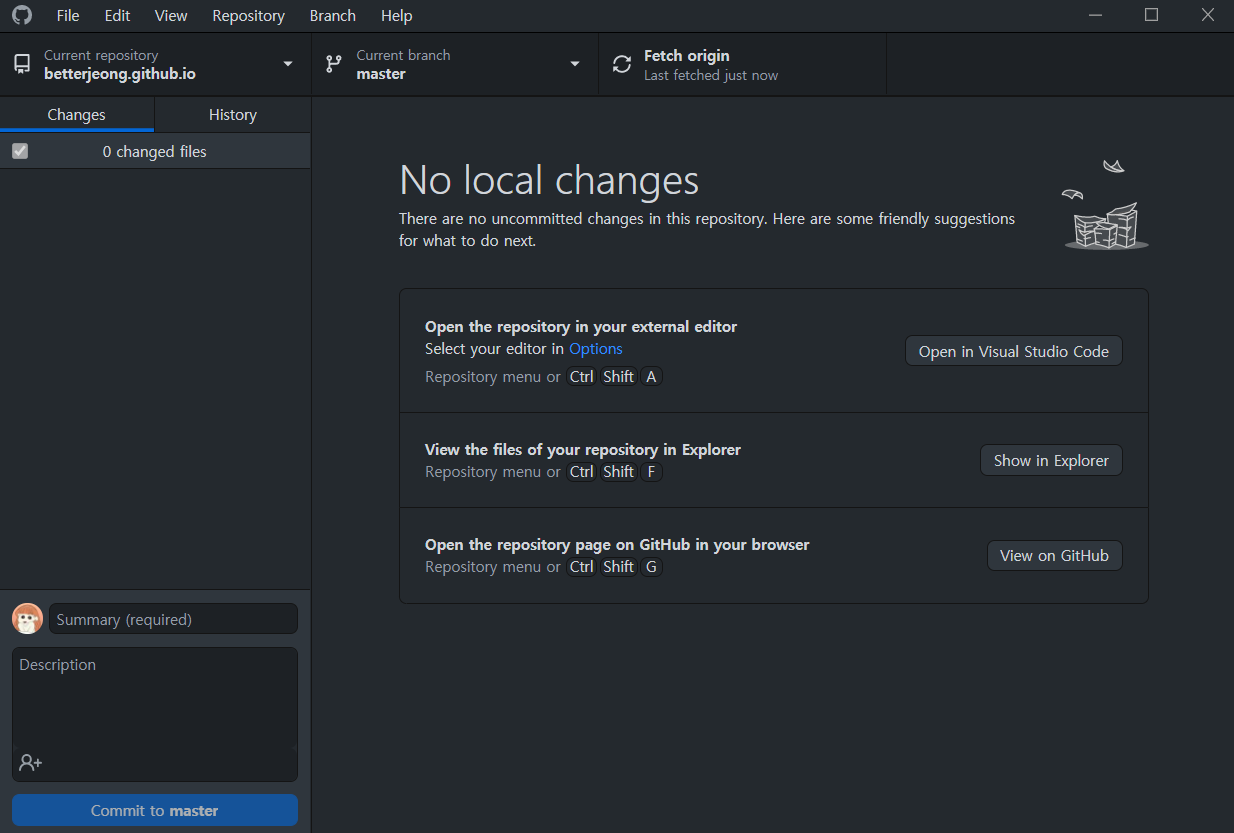 File Edit View Repository Branch Help
Current repository
betterjeong.github.io
Current branch
master
Fetch origin
Last fetched just now
Changes
History
0 changed files
No local changes
There are no uncommitted changes in this repository. Here are some friendly suggestions
for what to do next.
Open the repository in your external editor
Select your editor in Options
Repository menu or Ctrl Shift A
Open in Visual Studio Code
View the files of your repository in Explorer
Repository menu or Ctrl Shift F
Show in Explorer
Open the repository page on GitHub in your browser
Repository menu or Ctrl Shift G
View on GitHub
Summary (required)
Description
Commit to master